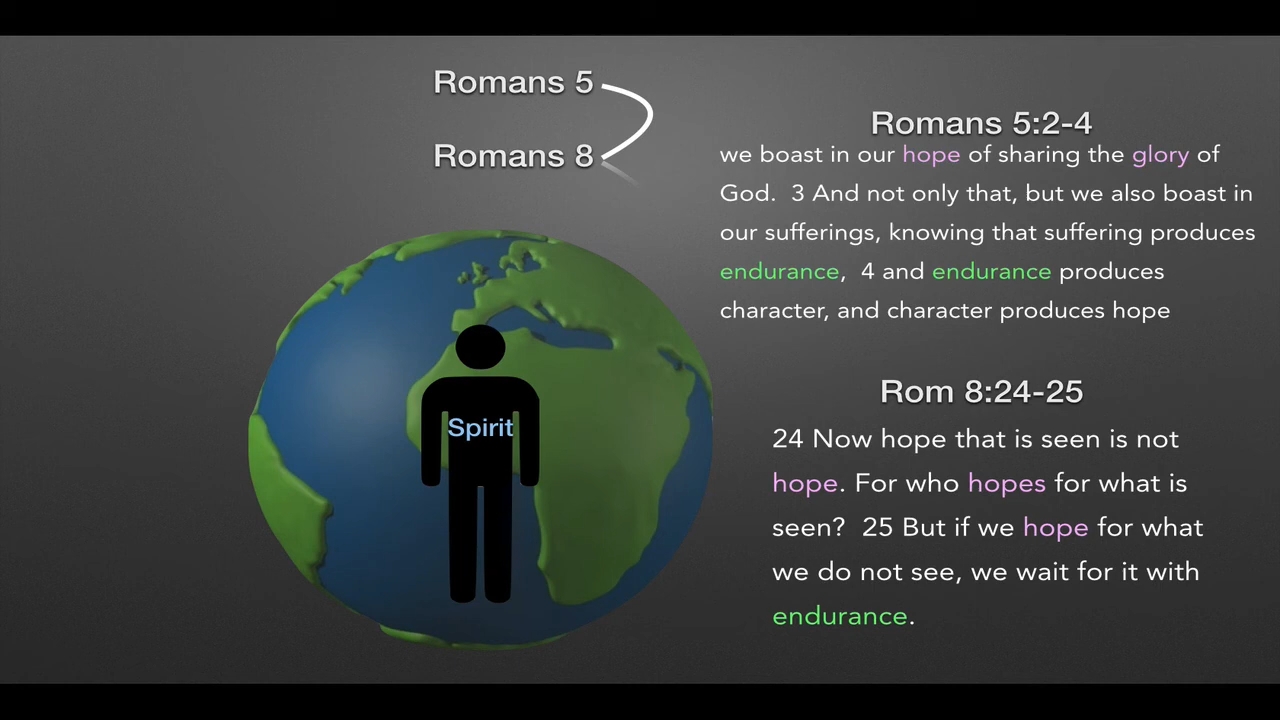 Romans 5
Romans 8
Romans 5:2-4
we boast in our hope of sharing the glory of
God.  3 And not only that, but we also boast in
our sufferings, knowing that suffering produces
endurance,  4 and endurance produces
character, and character produces hope
Rom 8:24-25
24 Now hope that is seen is not
hope. For who hopes for what is
seen?  25 But if we hope for what
we do not see, we wait for it with
endurance.
Spirit